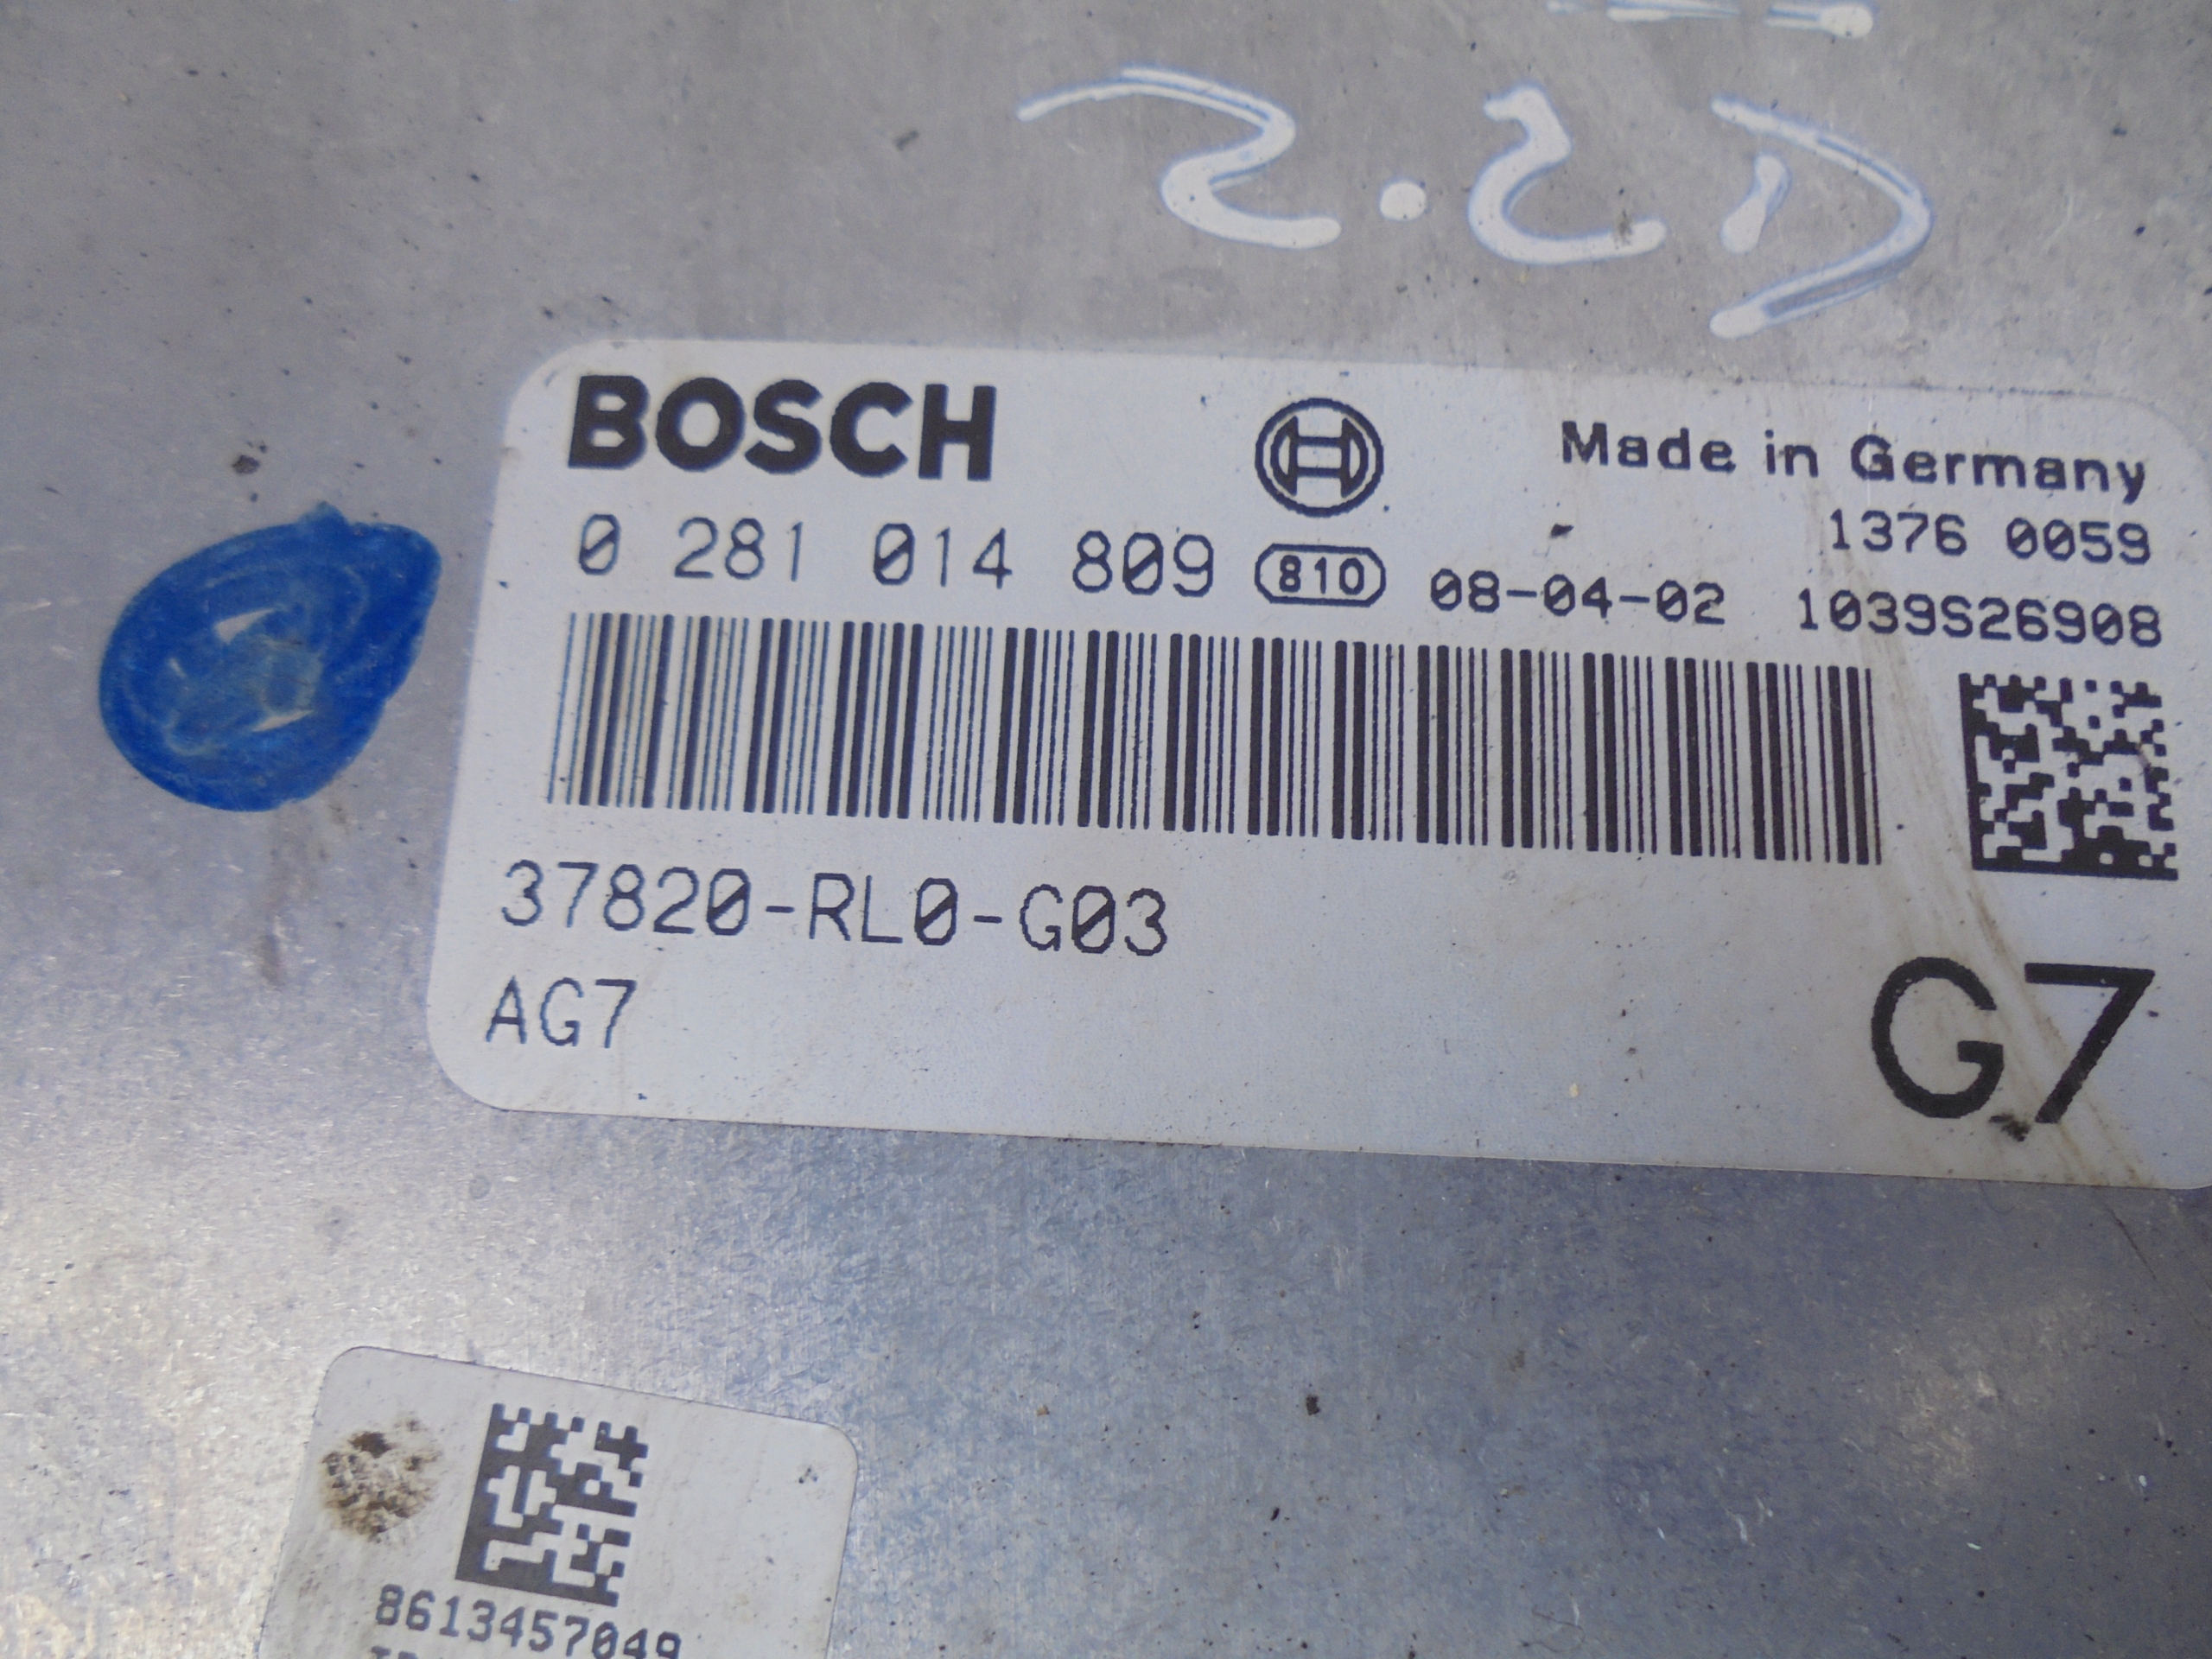 2.2D
BOSCH
Made in Germany
1376 0059
0 281 014 809 810 08-04-02 1039S26908
37820-RL0-G03
AG7
G7
8613457049